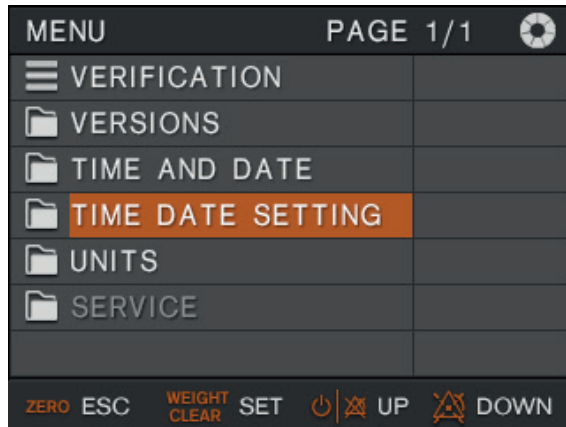 MENU PAGE 1/1
VERIFICATION
VERSIONS
TIME AND DATE
TIME DATE SETTING
UNITS
SERVICE
ZERO ESC WEIGHT CLEAR SET UP DOWN